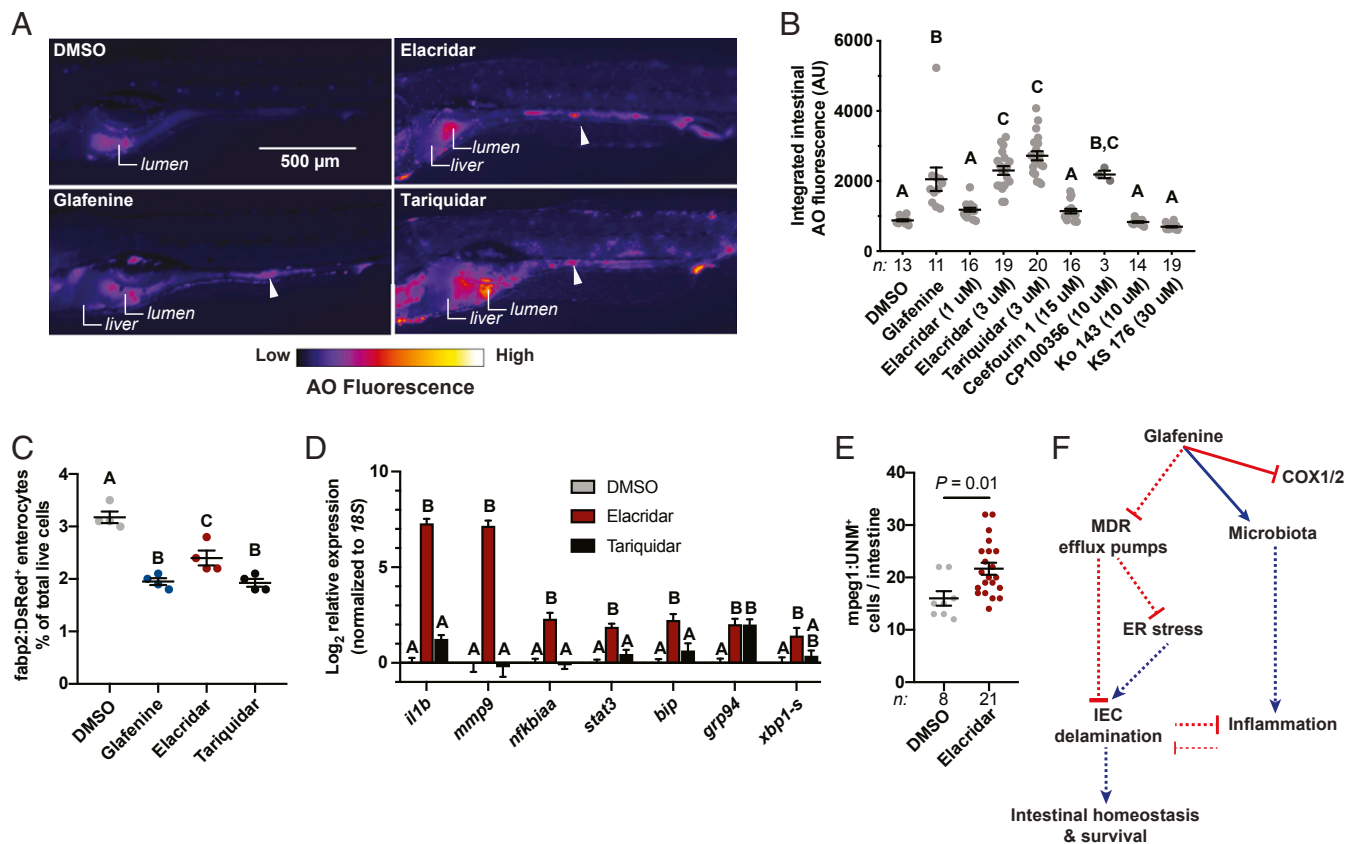 A
DMSO
lumen
500 µm
Elacridar
lumen
liver
Glafenine
lumen
liver
Tariquidar
lumen
liver
Low
High
AO Fluorescence
B
Integrated intestinal
AO fluorescence (AU)
6000
4000
2000
0
A
B
A
C
C
A
B,C
A
A
n: 13 11 16 19 20 16 3 14 19
DMSO
Glafenine
Elacridar (1 uM)
Elacridar (3 uM)
Tariquidar (3 uM)
Ceefourin 1 (15 uM)
CP100356 (10 uM)
Ko 143 (10 uM)
KS 176 (30 uM)
C
fabp2:DsRed⁺ enterocytes
% of total live cells
4
3
2
1
0
A
B
C
B
DMSO
Glafenine
Elacridar
Tariquidar
D
Log₂ relative expression
(normalized to 18S)
10
5
0
DMSO
Elacridar
Tariquidar
A B A
A B A
A B A
A B A
A B A
A B B
A B A B
il1b
mmp9
nfkbiaa
stat3
bip
grp94
xbp1-s
E
mpeg1:UNM⁺
cells / intestine
40
30
20
10
0
P = 0.01
n: 8 21
DMSO
Elacridar
F
Glafenine
COX1/2
MDR
efflux pumps
Microbiota
ER stress
IEC
delamination
Inflammation
Intestinal homeostasis
& survival